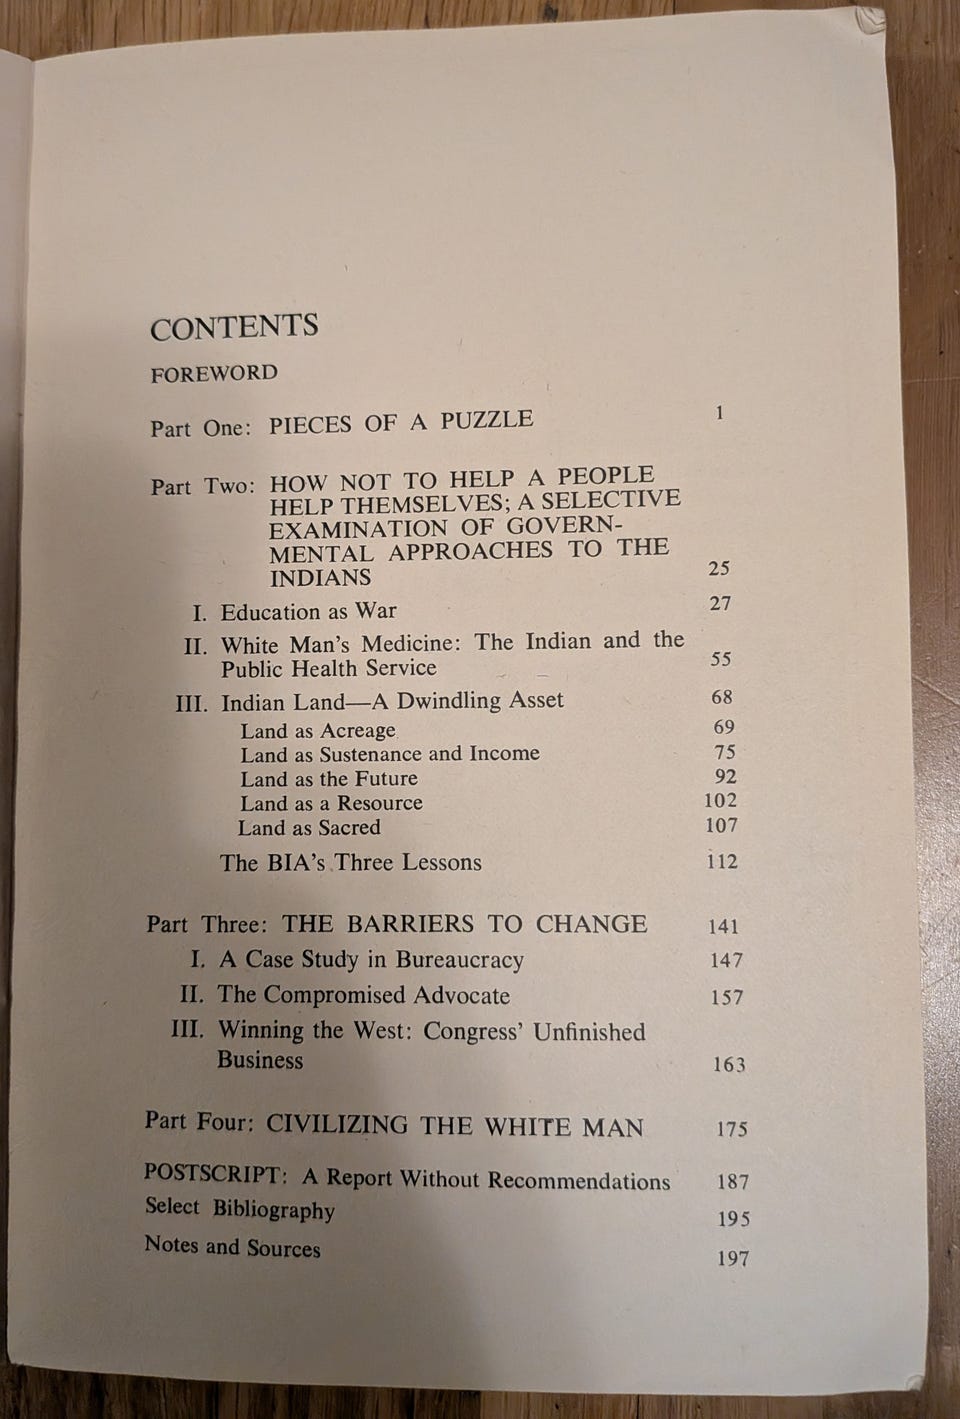 CONTENTS
FOREWORD
Part One: PIECES OF A PUZZLE 1
Part Two: HOW NOT TO HELP A PEOPLE
HELP THEMSELVES; A SELECTIVE
EXAMINATION OF GOVERN-
MENTAL APPROACHES TO THE
INDIANS 25
I. Education as War 27
II. White Man's Medicine: The Indian and the
Public Health Service 55
III. Indian Land—A Dwindling Asset 68
Land as Acreage 69
Land as Sustenance and Income 75
Land as the Future 92
Land as a Resource 102
Land as Sacred 107
The BIA's Three Lessons 112
Part Three: THE BARRIERS TO CHANGE 141
I. A Case Study in Bureaucracy 147
II. The Compromised Advocate 157
III. Winning the West: Congress' Unfinished
Business 163
Part Four: CIVILIZING THE WHITE MAN 175
POSTSCRIPT: A Report Without Recommendations 187
Select Bibliography 195
Notes and Sources 197